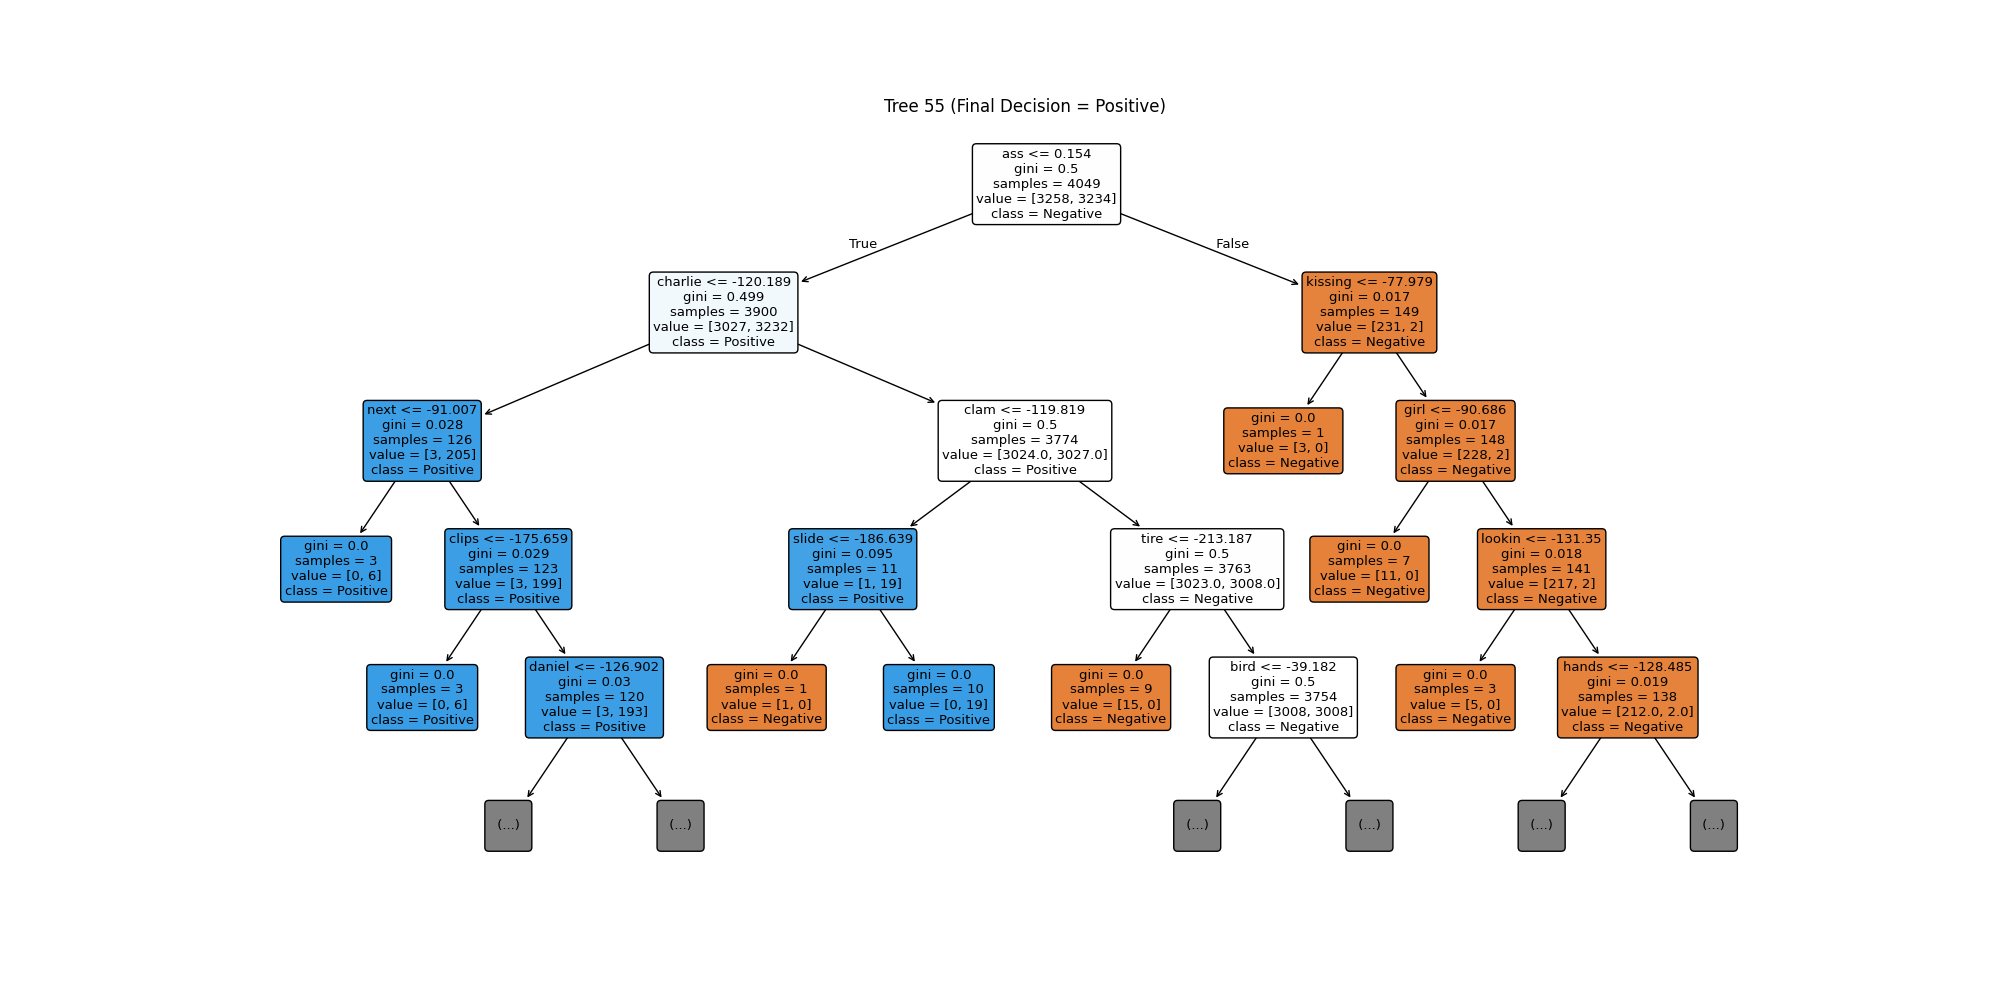 Tree 55 (Final Decision = Positive)
ass <= 0.154
gini = 0.5
samples = 4049
value = [3258, 3234]
class = Negative
True
False
charlie <= -120.189
gini = 0.499
samples = 3900
value = [3027, 3232]
class = Positive
kissing <= -77.979
gini = 0.017
samples = 149
value = [231, 2]
class = Negative
next <= -91.007
gini = 0.028
samples = 126
value = [3, 205]
class = Positive
clam <= -119.819
gini = 0.5
samples = 3774
value = [3024.0, 3027.0]
class = Positive
gini = 0.0
samples = 1
value = [3, 0]
class = Negative
girl <= -90.686
gini = 0.017
samples = 148
value = [228, 2]
class = Negative
gini = 0.0
samples = 3
value = [0, 6]
class = Positive
clips <= -175.659
gini = 0.029
samples = 123
value = [3, 199]
class = Positive
slide <= -186.639
gini = 0.095
samples = 11
value = [1, 19]
class = Positive
tire <= -213.187
gini = 0.5
samples = 3763
value = [3023.0, 3008.0]
class = Negative
gini = 0.0
samples = 7
value = [11, 0]
class = Negative
lookin <= -131.35
gini = 0.018
samples = 141
value = [217, 2]
class = Negative
gini = 0.0
samples = 3
value = [0, 6]
class = Positive
daniel <= -126.902
gini = 0.03
samples = 120
value = [3, 193]
class = Positive
gini = 0.0
samples = 1
value = [1, 0]
class = Negative
gini = 0.0
samples = 10
value = [0, 19]
class = Positive
gini = 0.0
samples = 9
value = [15, 0]
class = Negative
bird <= -39.182
gini = 0.5
samples = 3754
value = [3008, 3008]
class = Negative
gini = 0.0
samples = 3
value = [5, 0]
class = Negative
hands <= -128.485
gini = 0.019
samples = 138
value = [212.0, 2.0]
class = Negative
(...)
(...)
(...)
(...)
(...)
(...)